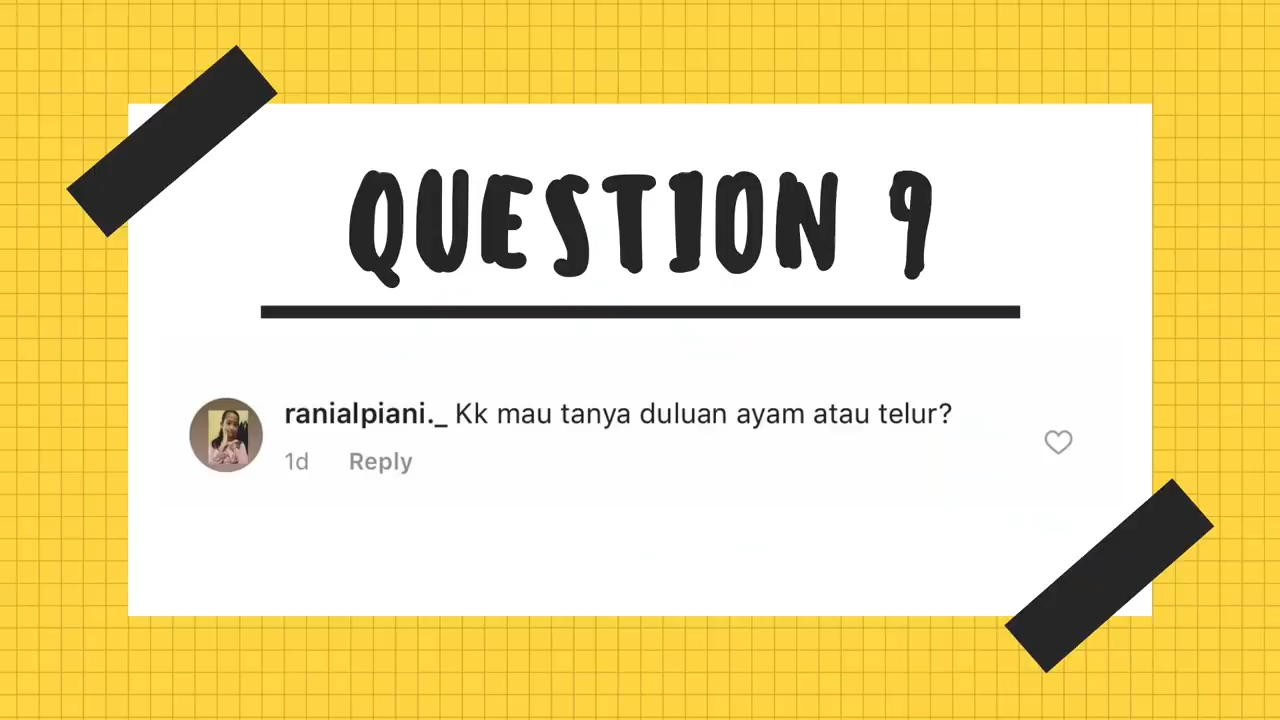 QUESTION 9
ranialpiani._ Kk mau tanya duluan ayam atau telur?
1d Reply